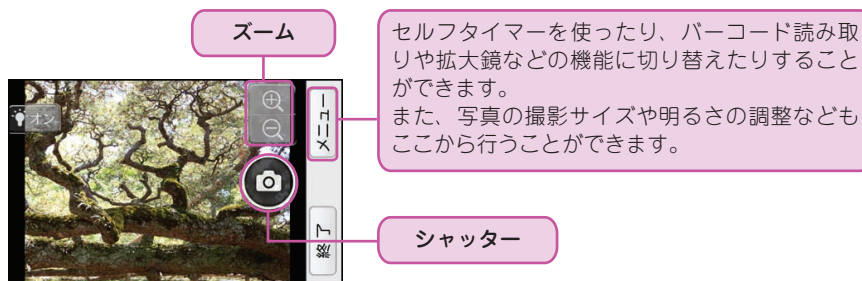 ズーム
セルフタイマーを使ったり、バーコード読み取
りや拡大鏡などの機能に切り替えたりすること
ができます。
また、写真の撮影サイズや明るさの調整なども
ここから行うことができます。
オン
メニュー
シャッター
終了